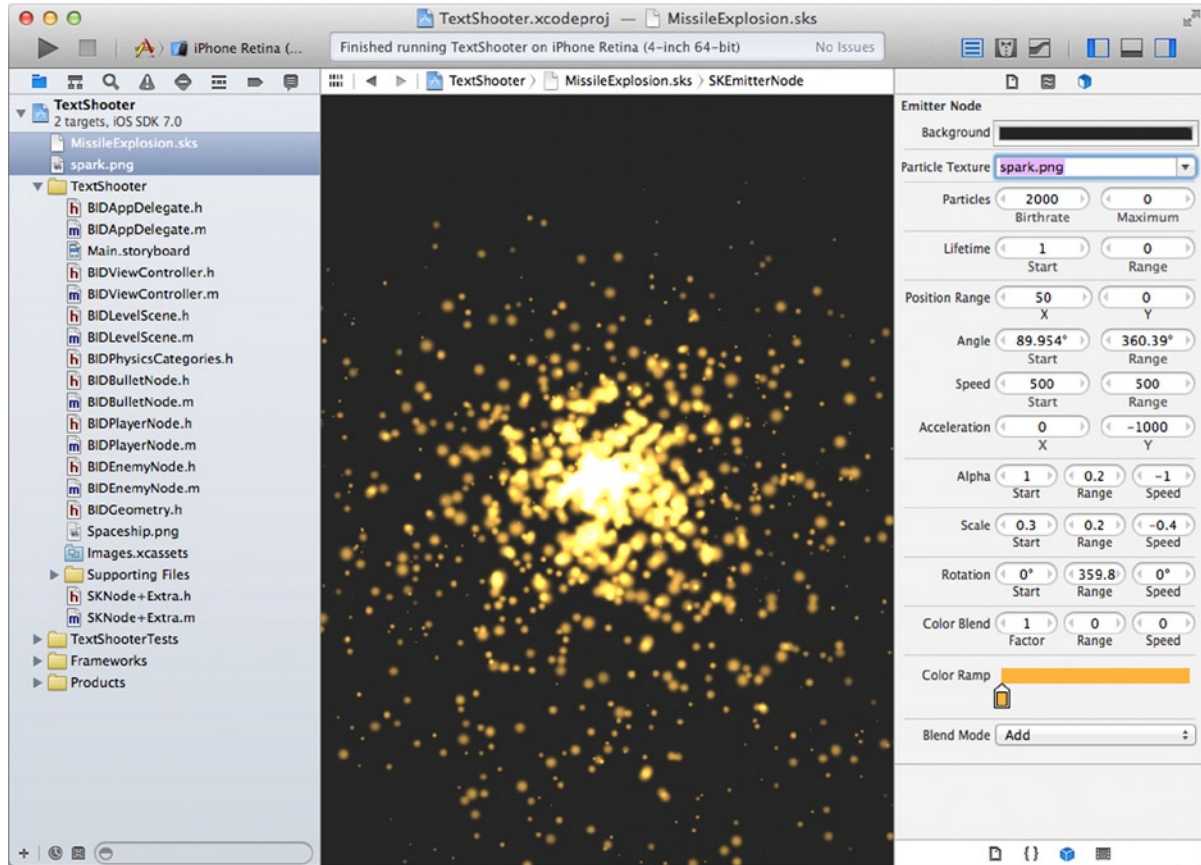 TextShooter.xcodeproj — MissileExplosion.sks
iPhone Retina (...
Finished running TextShooter on iPhone Retina (4-inch 64-bit) No Issues
TextShooter MissileExplosion.sks SKEmitterNode
TextShooter
2 targets, iOS SDK 7.0
MissileExplosion.sks
spark.png
TextShooter
h BIDAppDelegate.h
m BIDAppDelegate.m
Main.storyboard
h BIDViewController.h
m BIDViewController.m
h BIDLevelScene.h
m BIDLevelScene.m
h BIDPhysicsCategories.h
h BIDBulletNode.h
m BIDBulletNode.m
h BIDPlayerNode.h
m BIDPlayerNode.m
h BIDEnemyNode.h
m BIDEnemyNode.m
h BIDGeometry.h
Spaceship.png
Images.xcassets
Supporting Files
h SKNode+Extra.h
m SKNode+Extra.m
TextShooterTests
Frameworks
Products
Emitter Node
Background
Particle Texture spark.png
Particles 2000 0
Birthrate Maximum
Lifetime 1 0
Start Range
Position Range 50 0
X Y
Angle 89.954° 360.39°
Start Range
Speed 500 500
Start Range
Acceleration 0 -1000
X Y
Alpha 1 0.2 -1
Start Range Speed
Scale 0.3 0.2 -0.4
Start Range Speed
Rotation 0° 359.8 0°
Start Range Speed
Color Blend 1 0 0
Factor Range Speed
Color Ramp
Blend Mode Add
{}